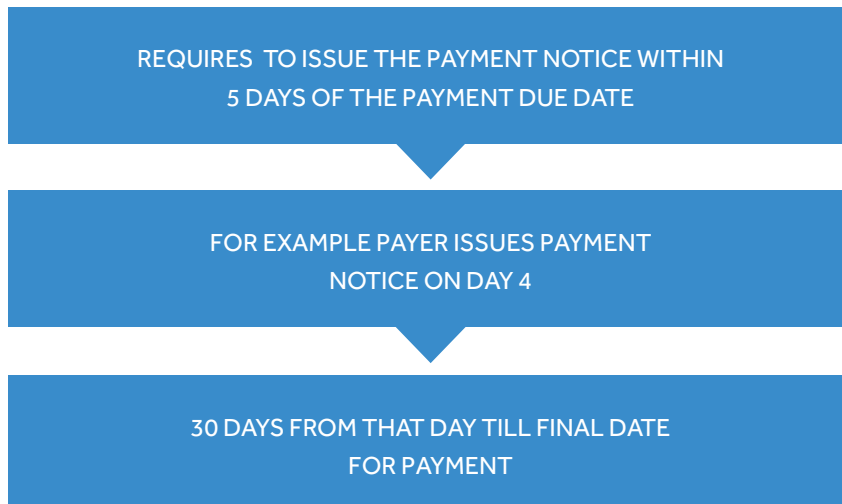 REQUIRES  TO ISSUE THE PAYMENT NOTICE WITHIN
5 DAYS OF THE PAYMENT DUE DATE
FOR EXAMPLE PAYER ISSUES PAYMENT
NOTICE ON DAY 4
30 DAYS FROM THAT DAY TILL FINAL DATE
FOR PAYMENT